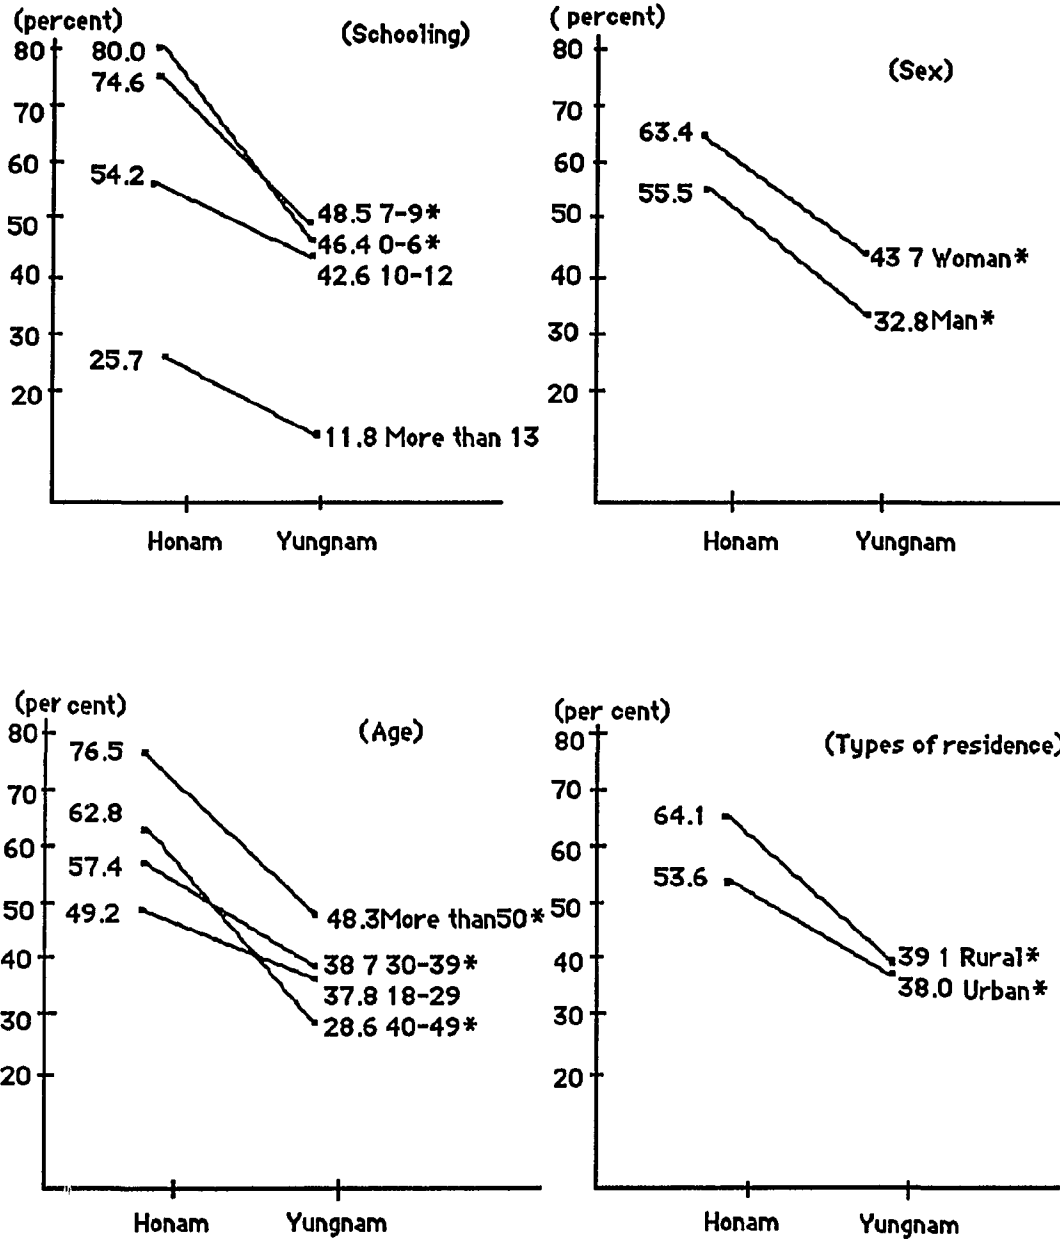 (percent)
(Schooling)
80
80.0
74.6
70
60
54.2
50
48.5 7-9*
46.4 0-6*
40
42.6 10-12
30
25.7
20
11.8 More than 13
Honam Yungnam
( percent)
80
(Sex)
70
63.4
60
55.5
50
43 7 Woman*
40
32.8 Man*
30
20
Honam Yungnam
(per cent)
80
(Age)
76.5
70
62.8
60
57.4
50
49.2
48.3 More than 50*
40
38 7 30-39*
37.8 18-29
30
28.6 40-49*
20
Honam Yungnam
(per cent)
80
(Types of residence)
70
64.1
60
53.6
50
40
39 1 Rural*
38.0 Urban*
30
20
Honam Yungnam